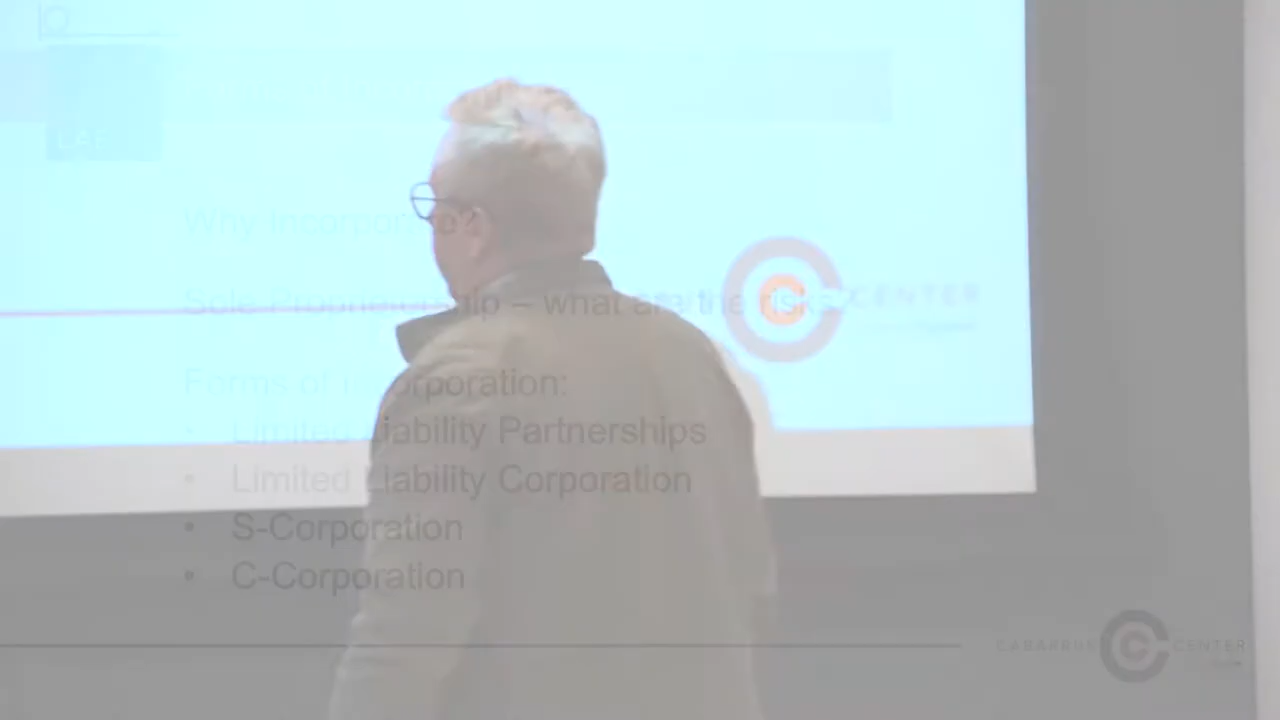 LAB
Why Incorporate
Sole Proprietorship – what are the risks
CENTER
Forms of Incorporation:
• Limited Liability Partnerships
• Limited Liability Corporation
• S-Corporation
• C-Corporation
CABARRUS CENTER